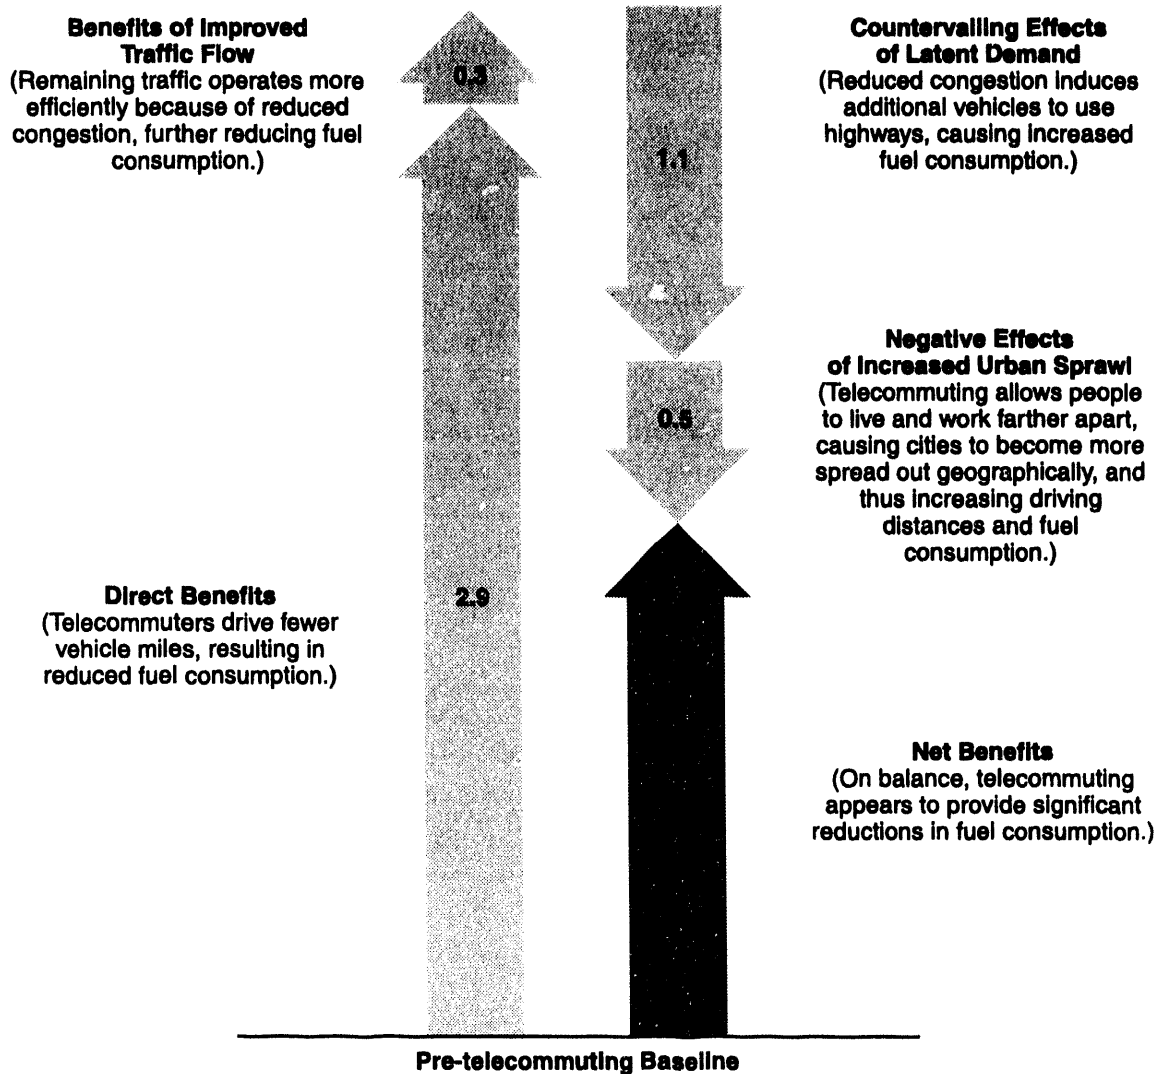 Benefits of Improved
Traffic Flow
(Remaining traffic operates more
efficiently because of reduced
congestion, further reducing fuel
consumption.)
0.3
Countervailing Effects
of Latent Demand
(Reduced congestion induces
additional vehicles to use
highways, causing increased
fuel consumption.)
1.1
Negative Effects
of Increased Urban Sprawl
(Telecommuting allows people
to live and work farther apart,
causing cities to become more
spread out geographically, and
thus increasing driving
distances and fuel
consumption.)
0.5
Direct Benefits
(Telecommuters drive fewer
vehicle miles, resulting in
reduced fuel consumption.)
2.9
Net Benefits
(On balance, telecommuting
appears to provide significant
reductions in fuel consumption.)
Pre-telecommuting Baseline